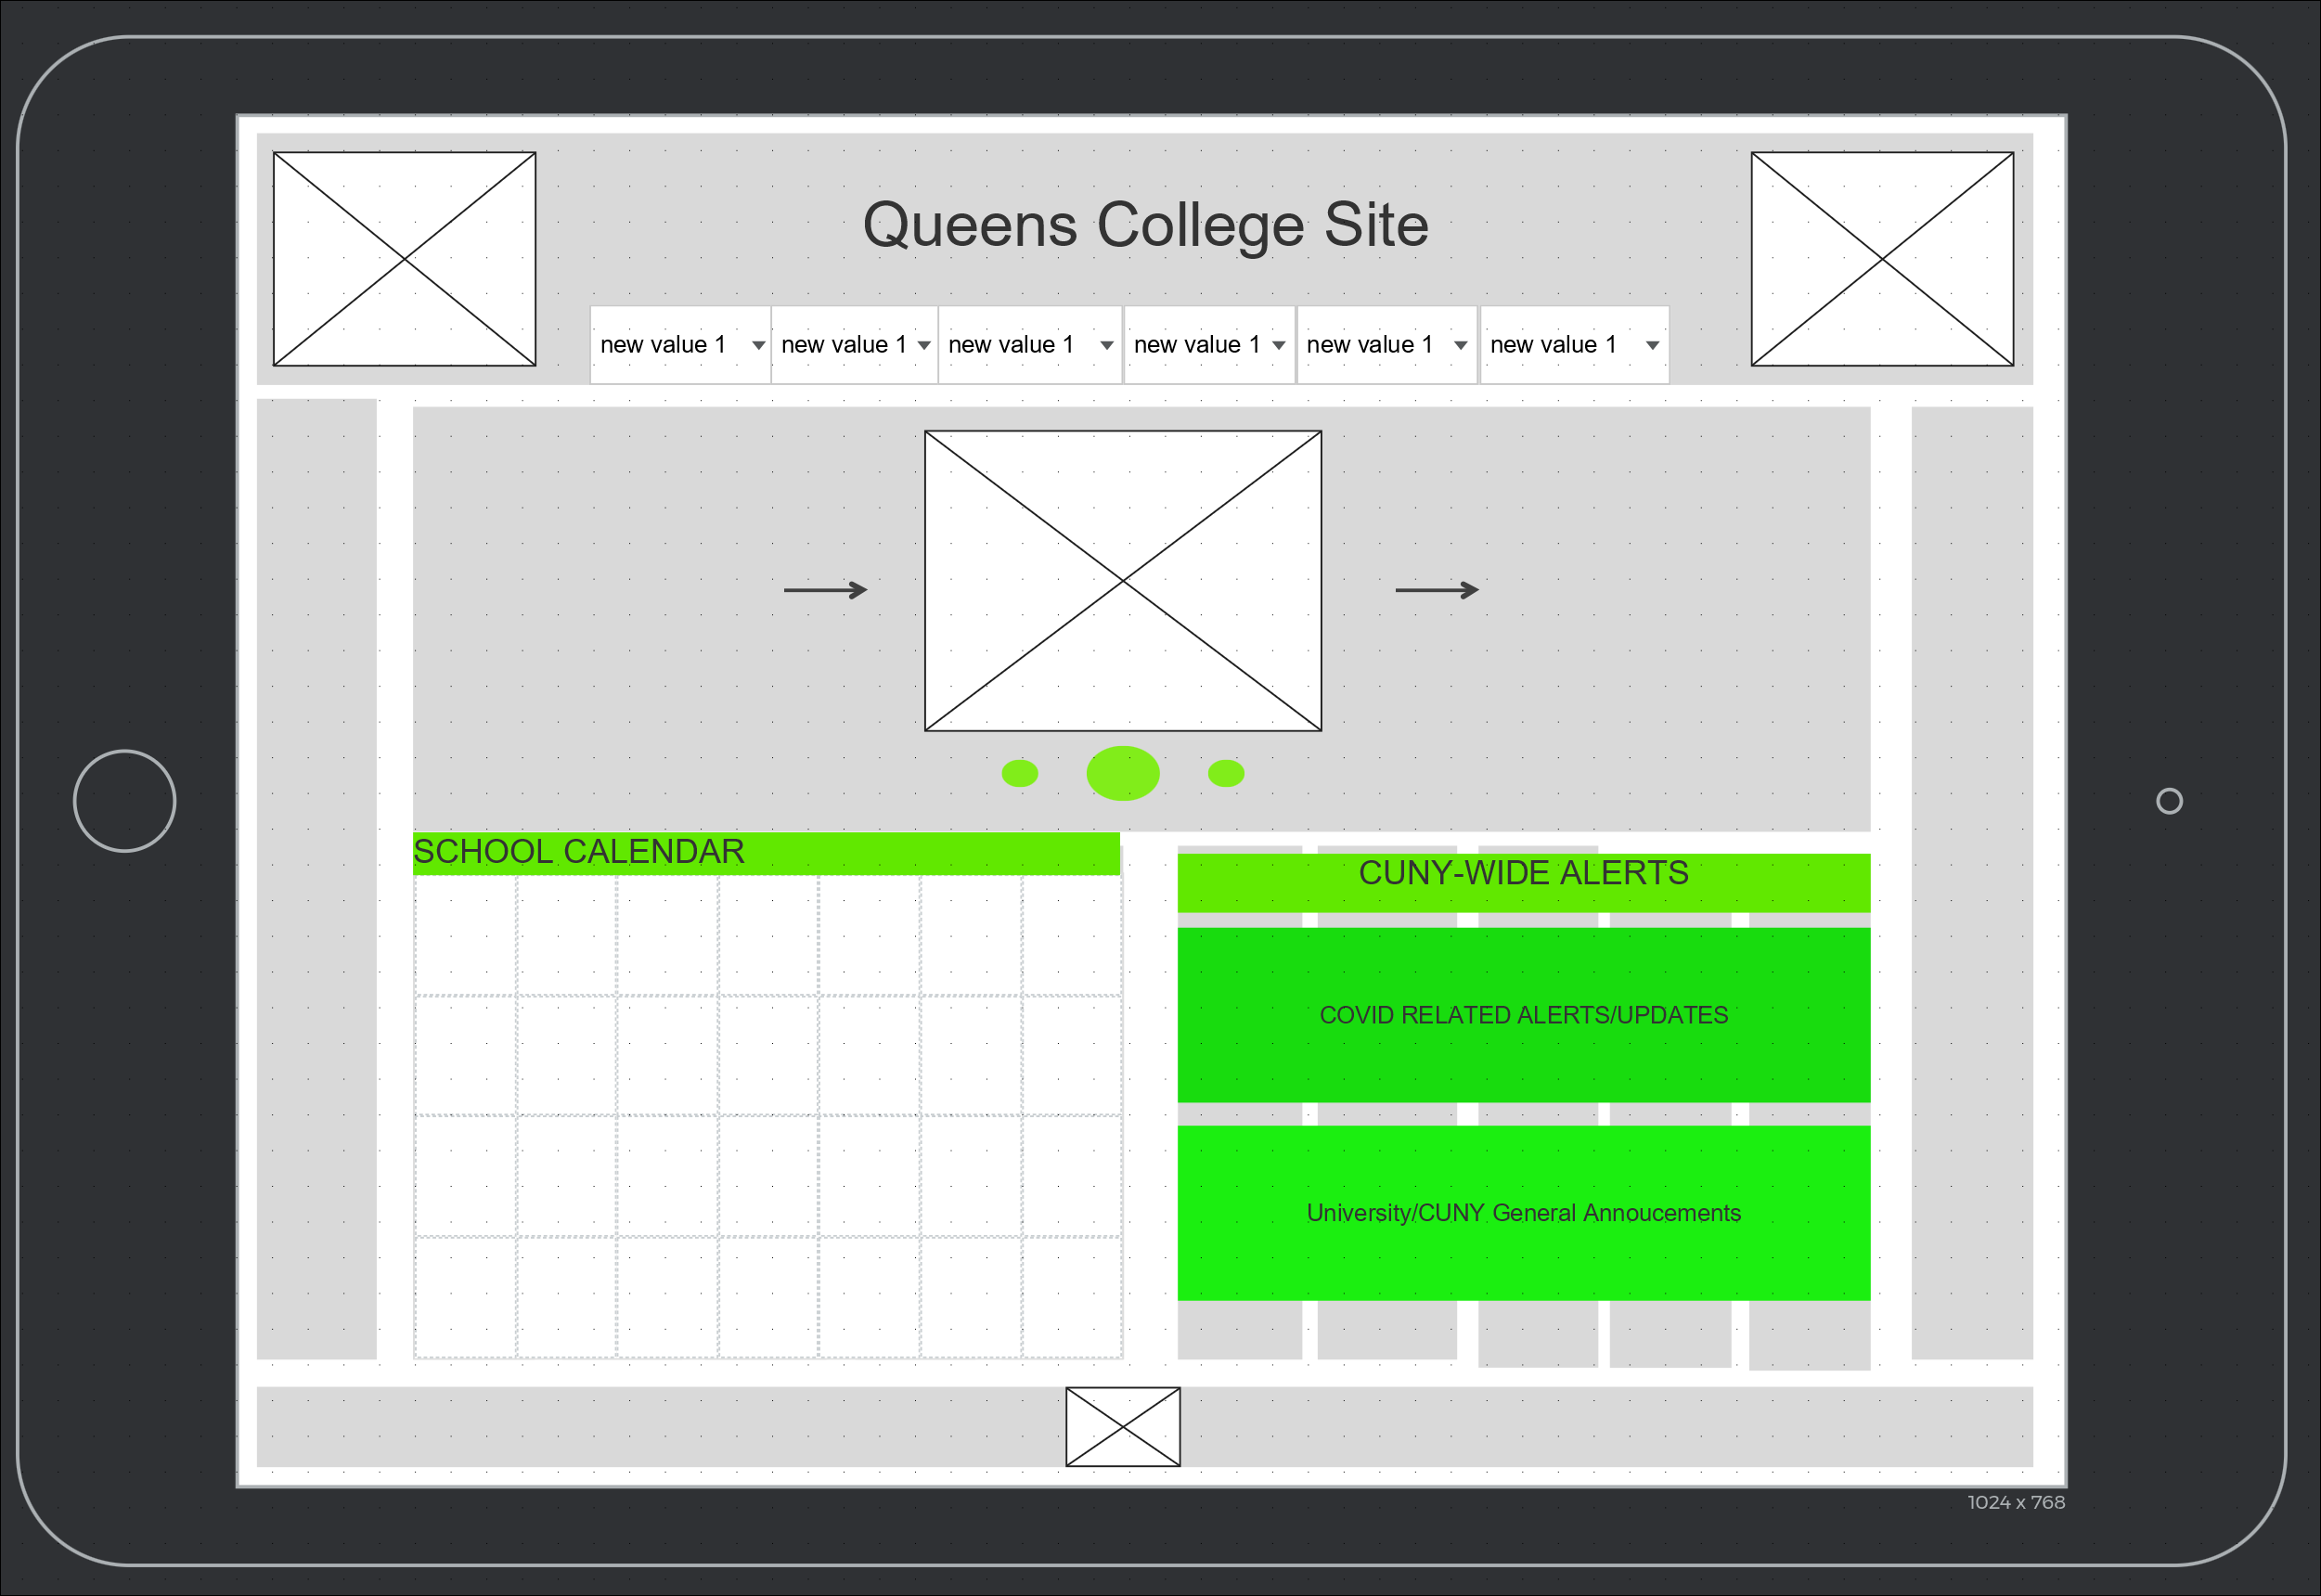 Queens College Site
new value 1 new value 1 new value 1 new value 1 new value 1 new value 1
SCHOOL CALENDAR
CUNY-WIDE ALERTS
COVID RELATED ALERTS/UPDATES
University/CUNY General Annoucements
1024 x 768